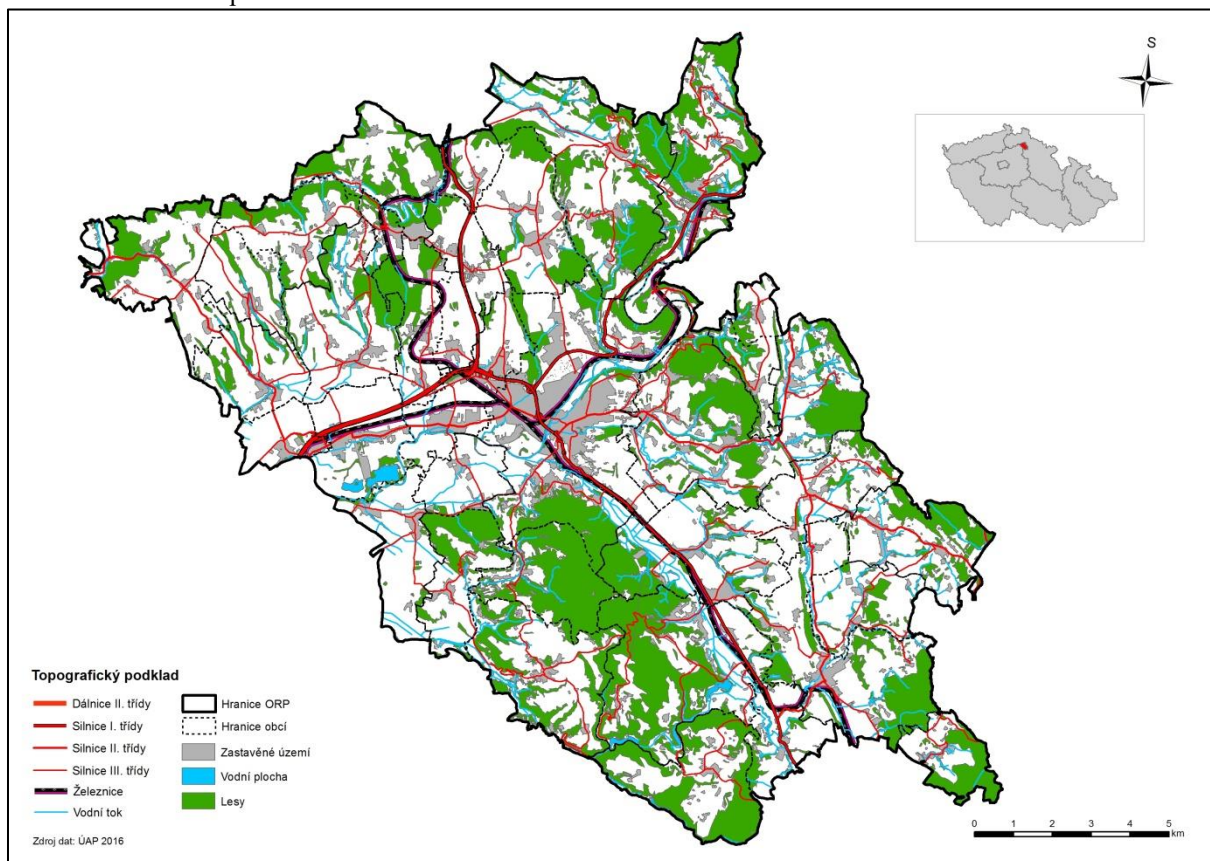 S
Topografický podklad
Dálnice II. třídy
Silnice I. třídy
Silnice II. třídy
Silnice III. třídy
Železnice
Vodní tok
Hranice ORP
Hranice obcí
Zastavěné území
Vodní plocha
Lesy
Zdroj dat: ÚAP 2016
0 1 2 3 4 5
km